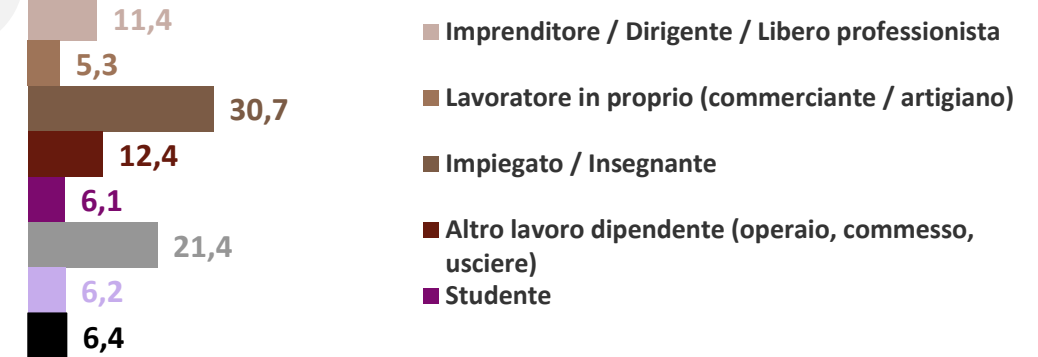 11,4
5,3
30,7
12,4
6,1
21,4
6,2
6,4
Imprenditore / Dirigente / Libero professionista
Lavoratore in proprio (commerciante / artigiano)
Impiegato / Insegnante
Altro lavoro dipendente (operaio, commesso,
usciere)
Studente